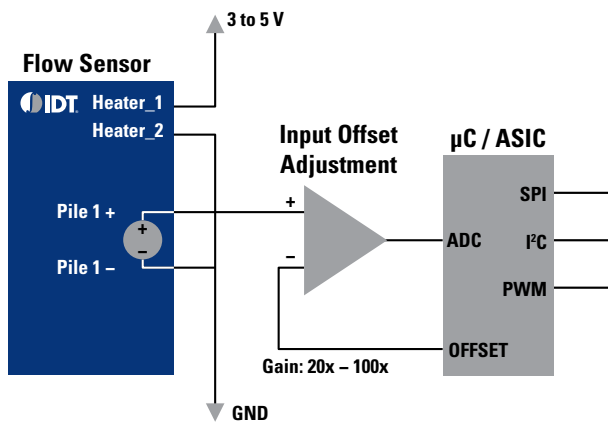 3 to 5 V
Flow Sensor
IDT
Heater_1
Heater_2
Input Offset
Adjustment
µC / ASIC
SPI
Pile 1 +
+
+
ADC
I²C
Pile 1 –
–
–
PWM
OFFSET
Gain: 20x – 100x
GND